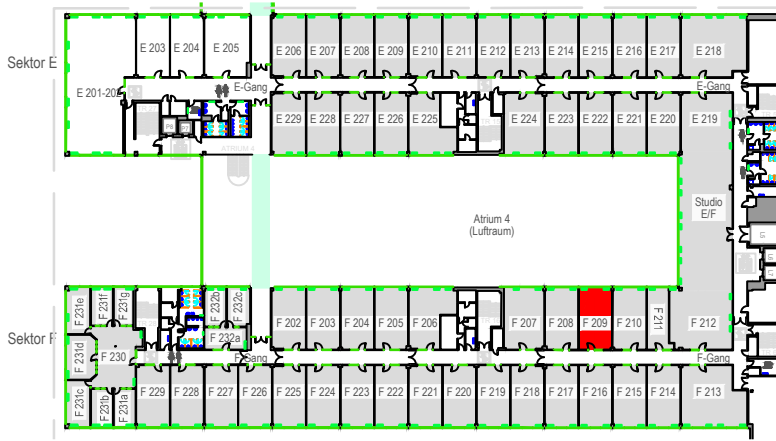 E 203
E 204
E 205
E 206
E 207
E 208
E 209
E 210
E 211
E 212
E 213
E 214
E 215
E 216
E 217
E 218
Sektor E
E 201-202
E-Gang
E-Gang
E 229
E 228
E 227
E 226
E 225
E 224
E 223
E 222
E 221
E 220
E 219
ATRIUM 4
Studio
E/F
Atrium 4
(Luftraum)
F 231e
F 231f
F 231g
F 232b
F 232c
F 202
F 203
F 204
F 205
F 206
F 207
F 208
F 209
F 210
F 211
F 212
Sektor F
F 231d
F 230
F 232a
F-Gang
F-Gang
F 231c
F 231b
F 231a
F 229
F 228
F 227
F 226
F 225
F 224
F 223
F 222
F 221
F 220
F 219
F 218
F 217
F 216
F 215
F 214
F 213